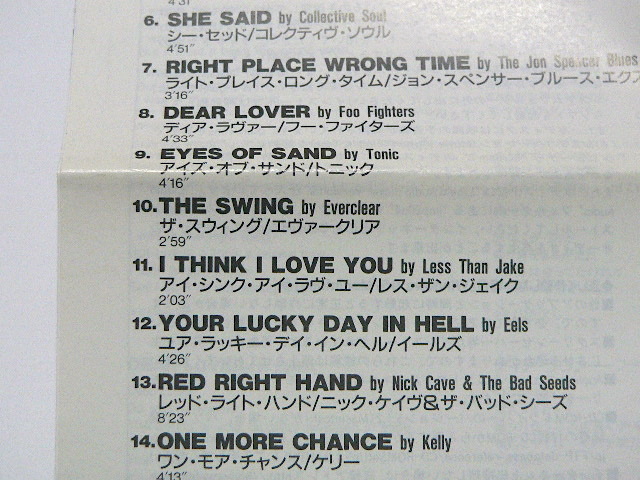 4'31"
6. SHE SAID by Collective Soul
シー・セッド/コレクティヴ・ソウル
4'51"
7. RIGHT PLACE WRONG TIME by The Jon Spencer Blues
ライト・プレイス・ロング・タイム/ジョン・スペンサー・ブルース・エクス
3'16"
8. DEAR LOVER by Foo Fighters
ディア・ラヴァー/フー・ファイターズ
4'33"
9. EYES OF SAND by Tonic
アイズ・オブ・サンド/トニック
4'16"
10. THE SWING by Everclear
ザ・スウィング/エヴァークリア
2'59"
11. I THINK I LOVE YOU by Less Than Jake
アイ・シンク・アイ・ラヴ・ユー/レス・ザン・ジェイク
2'03"
12. YOUR LUCKY DAY IN HELL by Eels
ユア・ラッキー・デイ・イン・ヘル/イールズ
4'26"
13. RED RIGHT HAND by Nick Cave & The Bad Seeds
レッド・ライト・ハンド/ニック・ケイヴ&ザ・バッド・シーズ
8'23"
14. ONE MORE CHANCE by Kelly
ワン・モア・チャンス/ケリー
4'13"